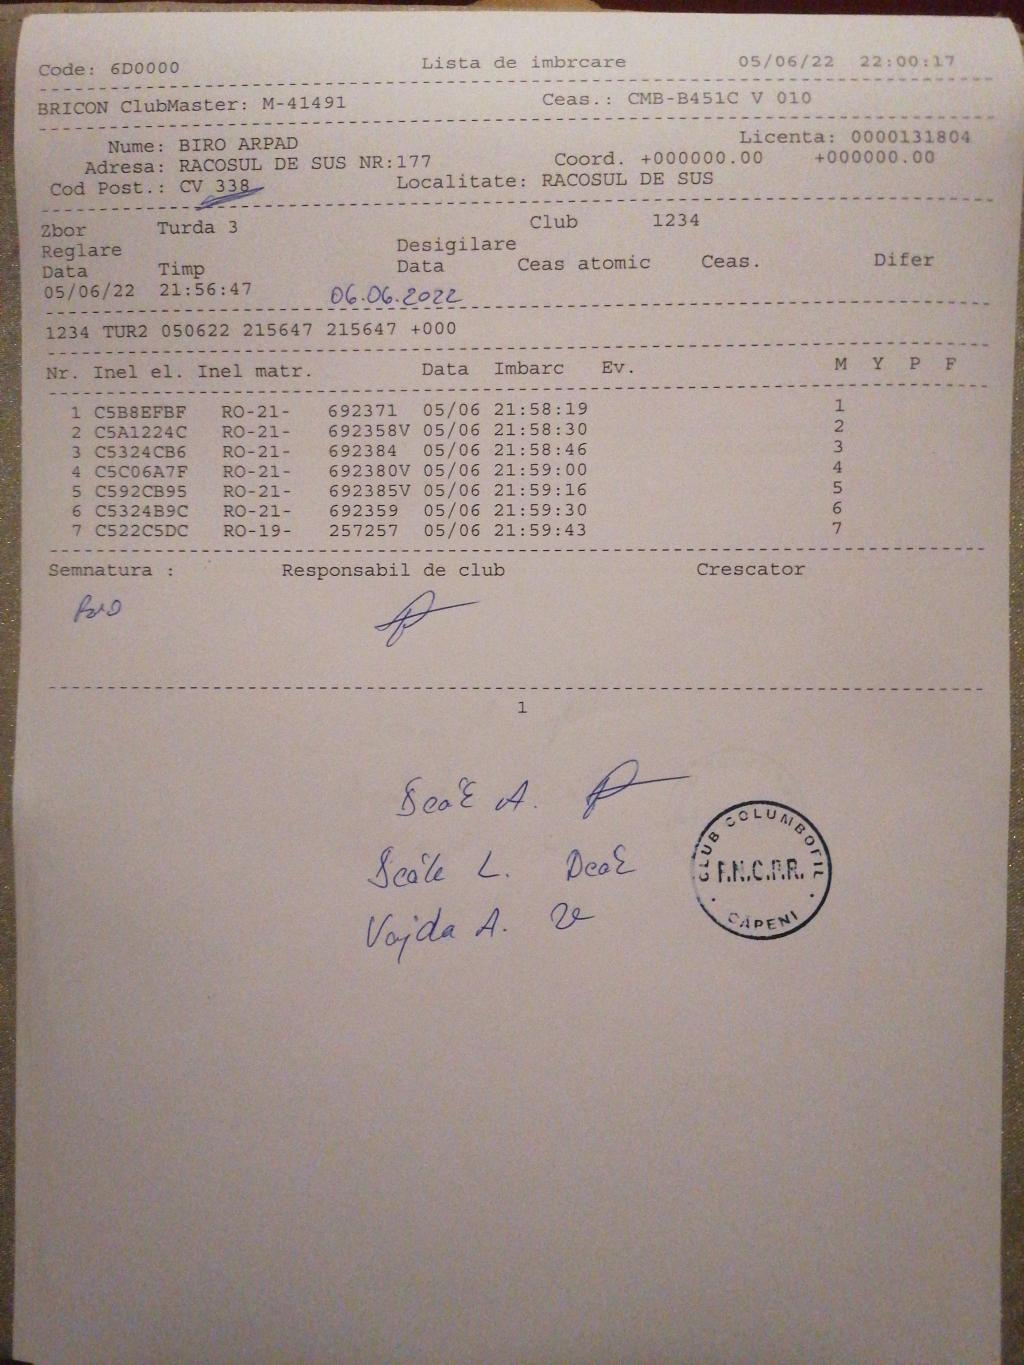 Code: 6D0000 Lista de imbrcare 05/06/22 22:00:17
BRICON ClubMaster: M-41491 Ceas.: CMB-B451C V 010
Nume: BIRO ARPAD Licenta: 0000131804
Adresa: RACOSUL DE SUS NR:177 Coord. +000000.00 +000000.00
Cod Post.: CV 338 Localitate: RACOSUL DE SUS
Zbor Turda 3 Club 1234
Reglare Desigilare
Data Timp Data Ceas atomic Ceas. Difer
05/06/22 21:56:47 06.06.2022
1234 TUR2 050622 215647 215647 +000
Nr. Inel el. Inel matr. Data Imbarc Ev. M Y P F
1 C5B8EFBF RO-21- 692371 05/06 21:58:19 1
2 C5A1224C RO-21- 692358V 05/06 21:58:30 2
3 C5324CB6 RO-21- 692384 05/06 21:58:46 3
4 C5C06A7F RO-21- 692380V 05/06 21:59:00 4
5 C592CB95 RO-21- 692385V 05/06 21:59:16 5
6 C5324B9C RO-21- 692359 05/06 21:59:30 6
7 C522C5DC RO-19- 257257 05/06 21:59:43 7
Semnatura : Responsabil de club Crescator
1
A.
L.
Vajda A.
CLUB COLUMBOFIL
F.N.C.P.R.
CĂPENI